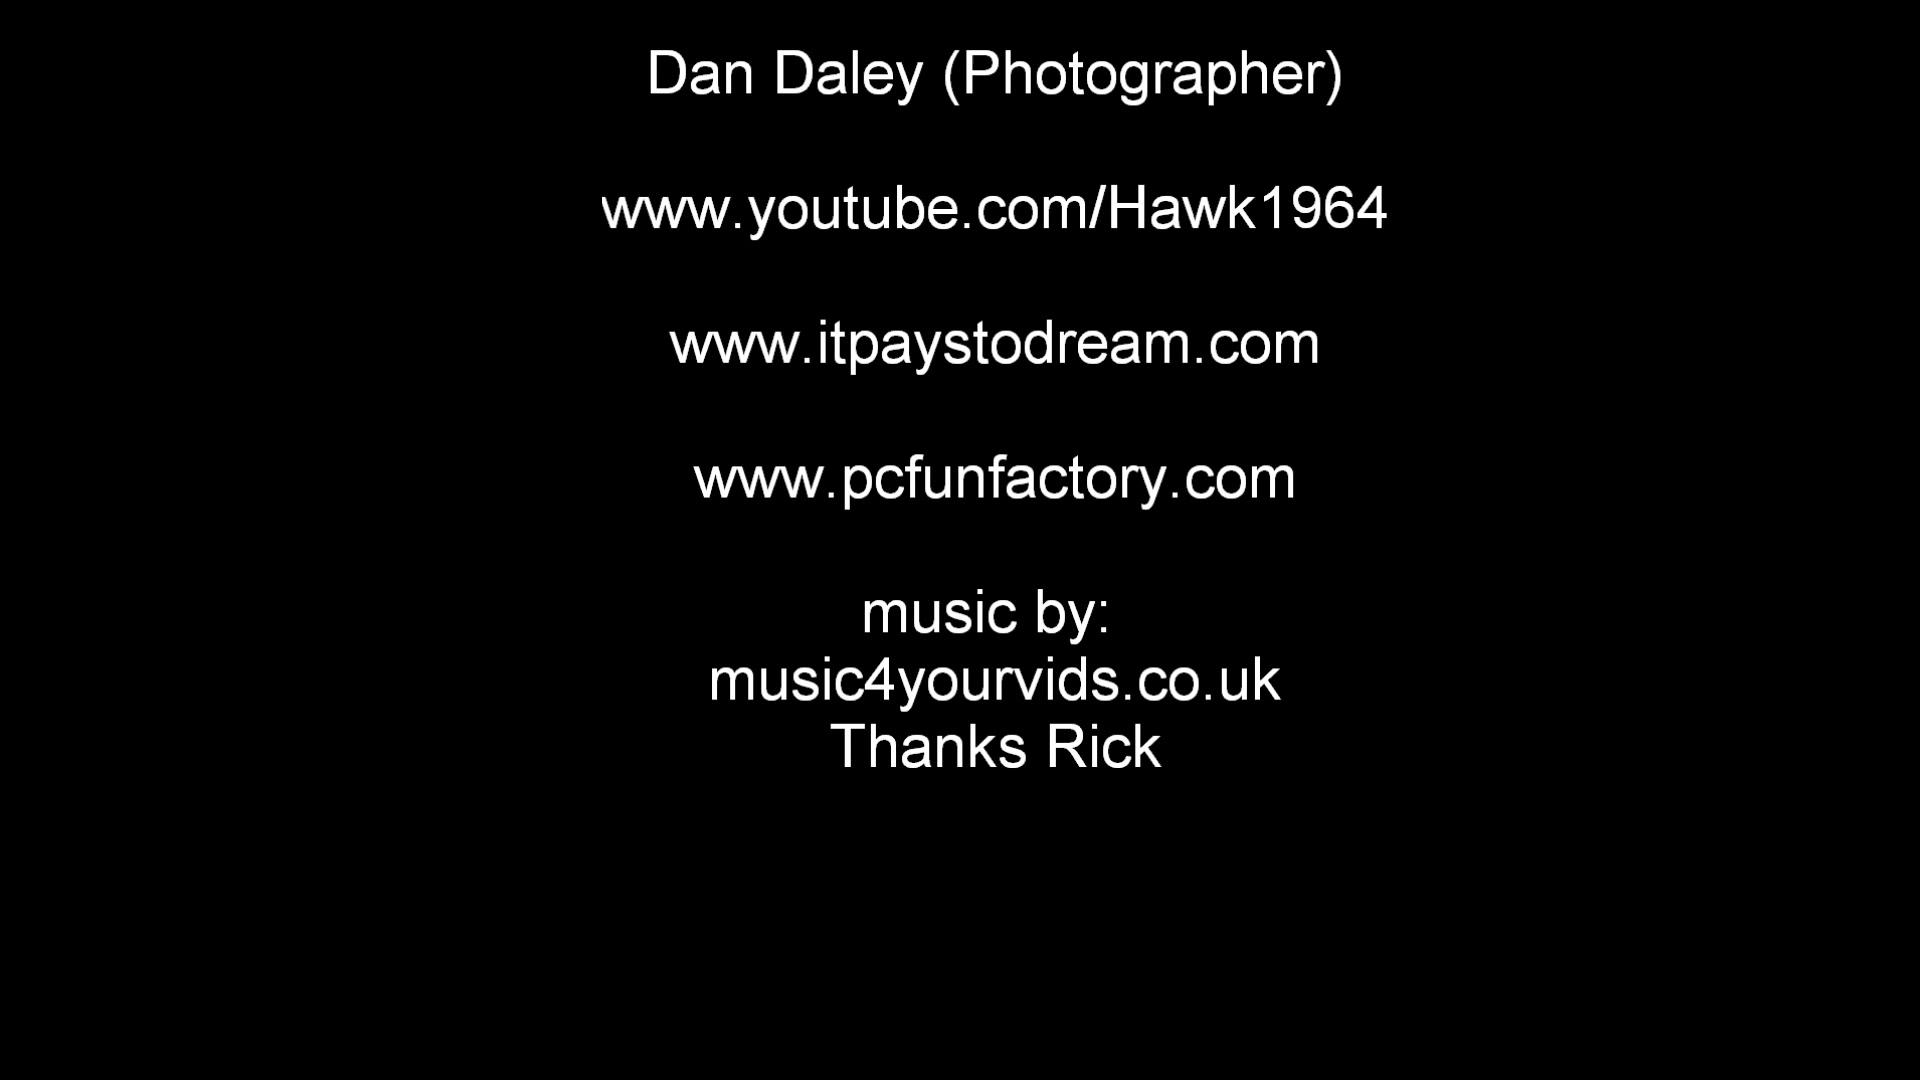 Dan Daley (Photographer)
www.youtube.com/Hawk1964
www.itpaystodream.com
www.pcfunfactory.com
music by:
music4yourvids.co.uk
Thanks Rick